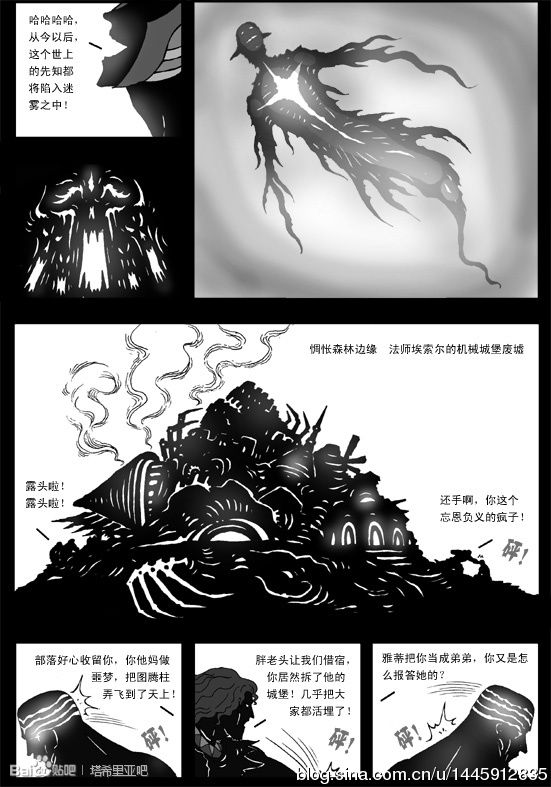 哈哈哈哈,
从今以后,
这个世上
的先知都
将陷入迷
雾之中!
惆怅森林边缘 法师埃索尔的机械城堡废墟
露头啦!
露头啦!
还手啊,你这个
忘恩负义的疯子!
砰!
砰!
部落好心收留你,你他妈做
噩梦,把图腾柱
弄飞到了天上!
砰!
胖老头让我们借宿,
你居然拆了他的
城堡!几乎把大
家都活埋了!
砰!
雅蒂把你当成弟弟,你又是怎
么报答她的?
砰!
Bai du 贴吧 | 塔希里亚吧
blog.sina.com.cn/u/1445912635